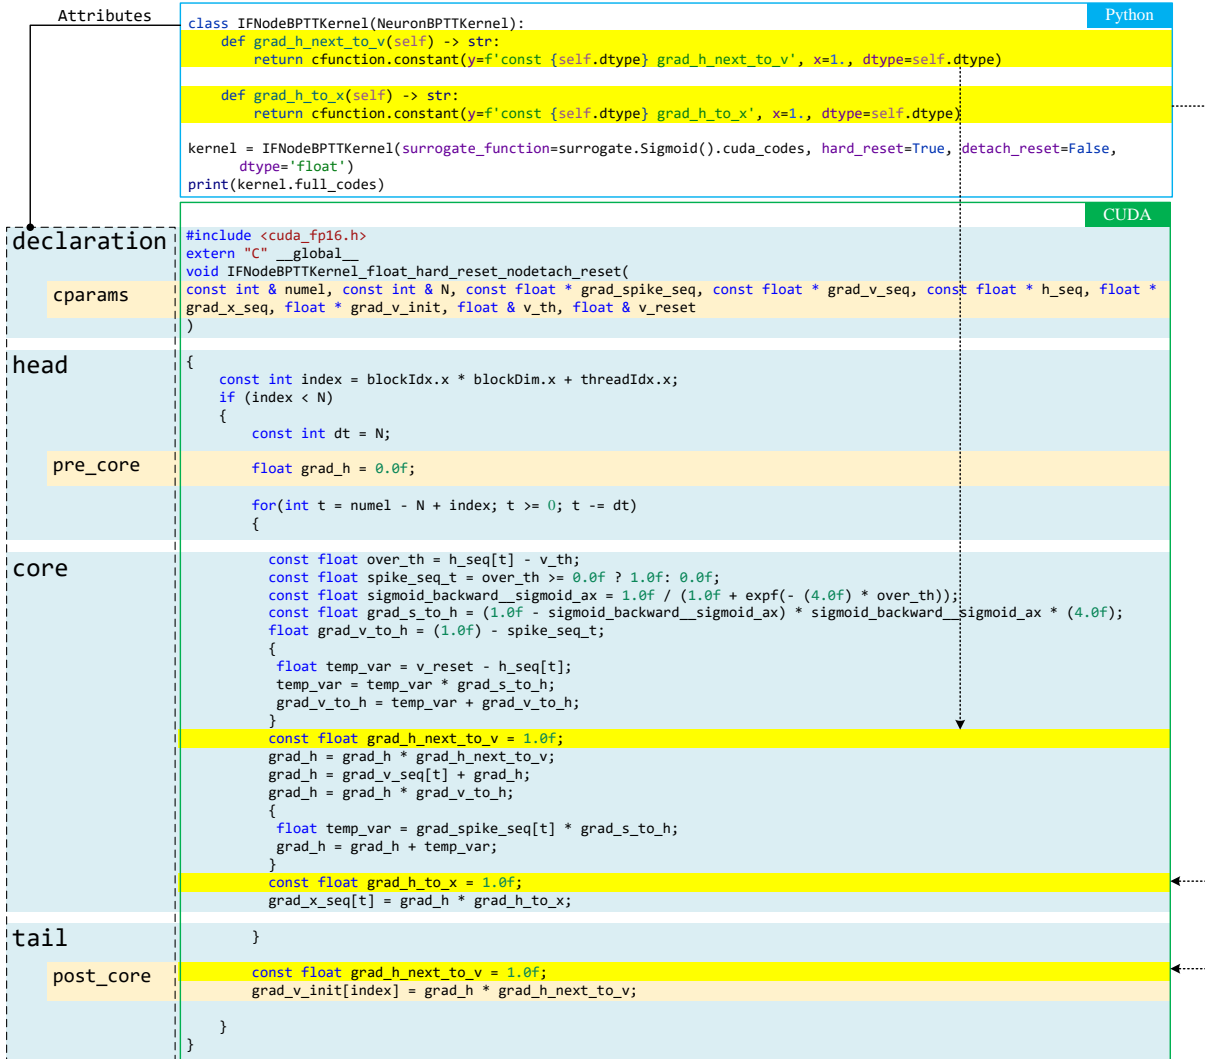 Attributes
Python
class IFNodeBPTTKernel(NeuronBPTTKernel):
    def grad_h_next_to_v(self) -> str:
        return cfunction.constant(y=f'const {self.dtype} grad_h_next_to_v', x=1., dtype=self.dtype)
    def grad_h_to_x(self) -> str:
        return cfunction.constant(y=f'const {self.dtype} grad_h_to_x', x=1., dtype=self.dtype)
kernel = IFNodeBPTTKernel(surrogate_function=surrogate.Sigmoid().cuda_codes, hard_reset=True, detach_reset=False,
      dtype='float')
print(kernel.full_codes)
CUDA
declaration
#include <cuda_fp16.h>
extern "C" __global__
void IFNodeBPTTKernel_float_hard_reset_nodetach_reset(
cparams
const int & numel, const int & N, const float * grad_spike_seq, const float * grad_v_seq, const float * h_seq, float *
grad_x_seq, float * grad_v_init, float & v_th, float & v_reset
)
head
{
    const int index = blockIdx.x * blockDim.x + threadIdx.x;
    if (index < N)
    {
        const int dt = N;
pre_core
        float grad_h = 0.0f;
        for(int t = numel - N + index; t >= 0; t -= dt)
        {
core
          const float over_th = h_seq[t] - v_th;
          const float spike_seq_t = over_th >= 0.0f ? 1.0f: 0.0f;
          const float sigmoid_backward__sigmoid_ax = 1.0f / (1.0f + expf(- (4.0f) * over_th));
          const float grad_s_to_h = (1.0f - sigmoid_backward__sigmoid_ax) * sigmoid_backward__sigmoid_ax * (4.0f);
          float grad_v_to_h = (1.0f) - spike_seq_t;
          {
           float temp_var = v_reset - h_seq[t];
           temp_var = temp_var * grad_s_to_h;
           grad_v_to_h = temp_var + grad_v_to_h;
          }
          const float grad_h_next_to_v = 1.0f;
          grad_h = grad_h * grad_h_next_to_v;
          grad_h = grad_v_seq[t] + grad_h;
          grad_h = grad_h * grad_v_to_h;
          {
           float temp_var = grad_spike_seq[t] * grad_s_to_h;
           grad_h = grad_h + temp_var;
          }
          const float grad_h_to_x = 1.0f;
          grad_x_seq[t] = grad_h * grad_h_to_x;
tail
        }
post_core
        const float grad_h_next_to_v = 1.0f;
        grad_v_init[index] = grad_h * grad_h_next_to_v;
    }
}